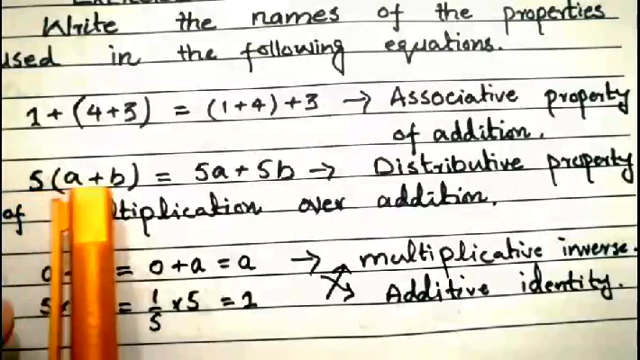 Write the names of the properties
used in the following equations.
1+(4+3) = (1+4)+3 → Associative property
of addition.
5(a+b) = 5a+5b → Distributive property
of tiplication over addition.
= 0+a = a → multiplicative inverse.
5 = 1/5 ×5 = 1 Additive identity.